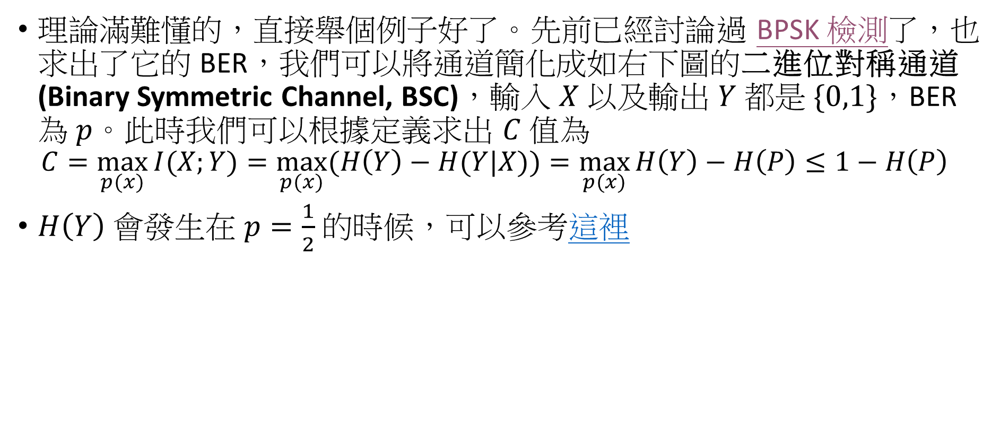 • 理論滿難懂的，直接舉個例子好了。先前已經討論過 BPSK 檢測了，也
求出了它的 BER，我們可以將通道簡化成如右下圖的二進位對稱通道
(Binary Symmetric Channel, BSC)，輸入 X 以及輸出 Y 都是 {0,1}，BER
為 p。此時我們可以根據定義求出 C 值為
C = max_{p(x)} I(X; Y) = max_{p(x)}(H(Y) − H(Y|X)) = max_{p(x)} H(Y) − H(P) ≤ 1 − H(P)
• H(Y) 會發生在 p = 1/2 的時候，可以參考這裡